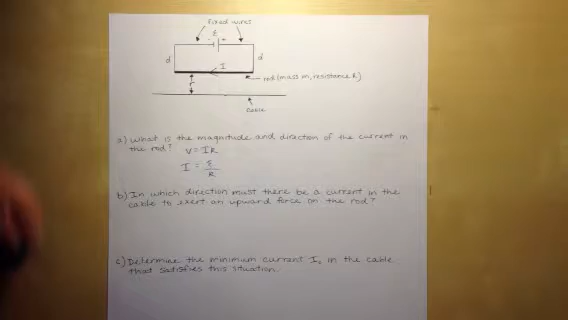 fixed wires
- ε +
d
d
I
r
rod (mass m, resistance R)
cable
a) What is the magnitude and direction of the current in
the rod?
V = IR
I = ε/R
b) In which direction must there be a current in the
cable to exert an upward force on the rod?
c) Determine the minimum current Ic in the cable
that satisfies this situation.